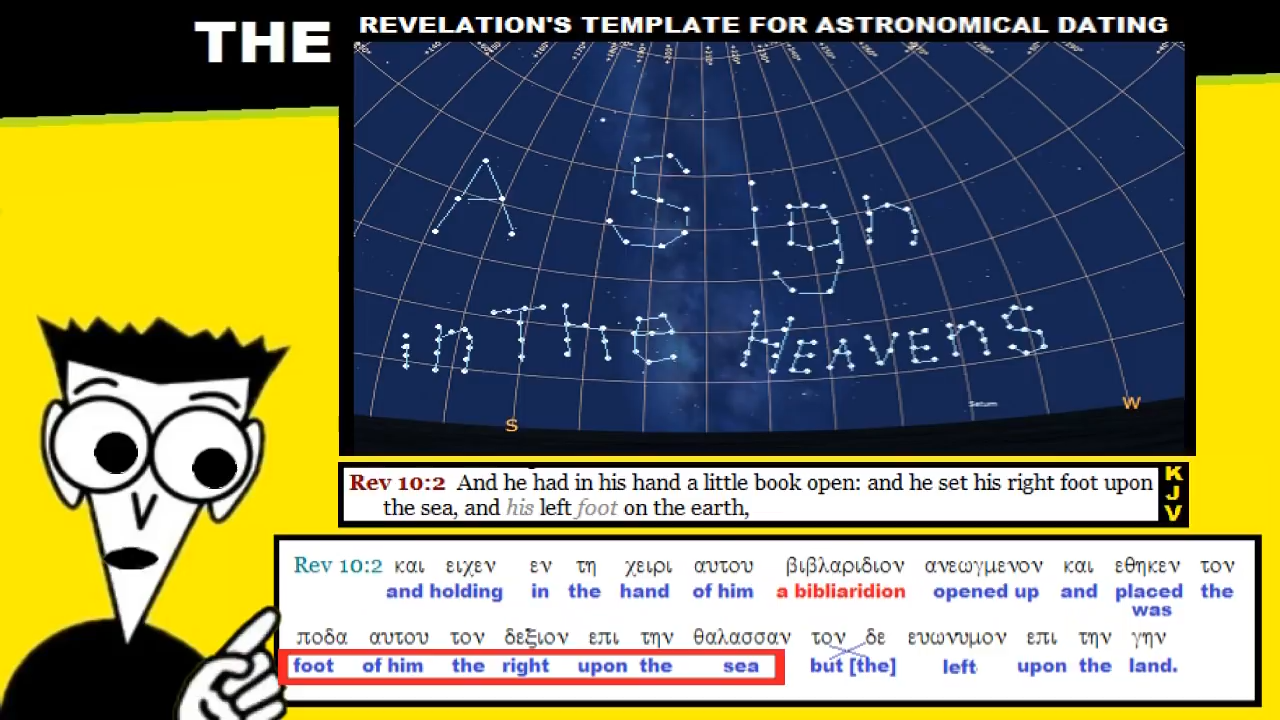 THE
REVELATION'S TEMPLATE FOR ASTRONOMICAL DATING
A Sign
in The Heavens
Saturn
S
W
Rev 10:2 And he had in his hand a little book open: and he set his right foot upon
the sea, and his left foot on the earth,
KJV
Rev 10:2 και ειχεν εν τη χειρι αυτου βιβλαριδιον ανεωγμενον και εθηκεν τον
and holding in the hand of him a bibliaridion opened up and placed the
was
ποδα αυτου τον δεξιον επι την θαλασσαν τον δε ευωνυμον επι την γην
foot of him the right upon the sea but [the] left upon the land.